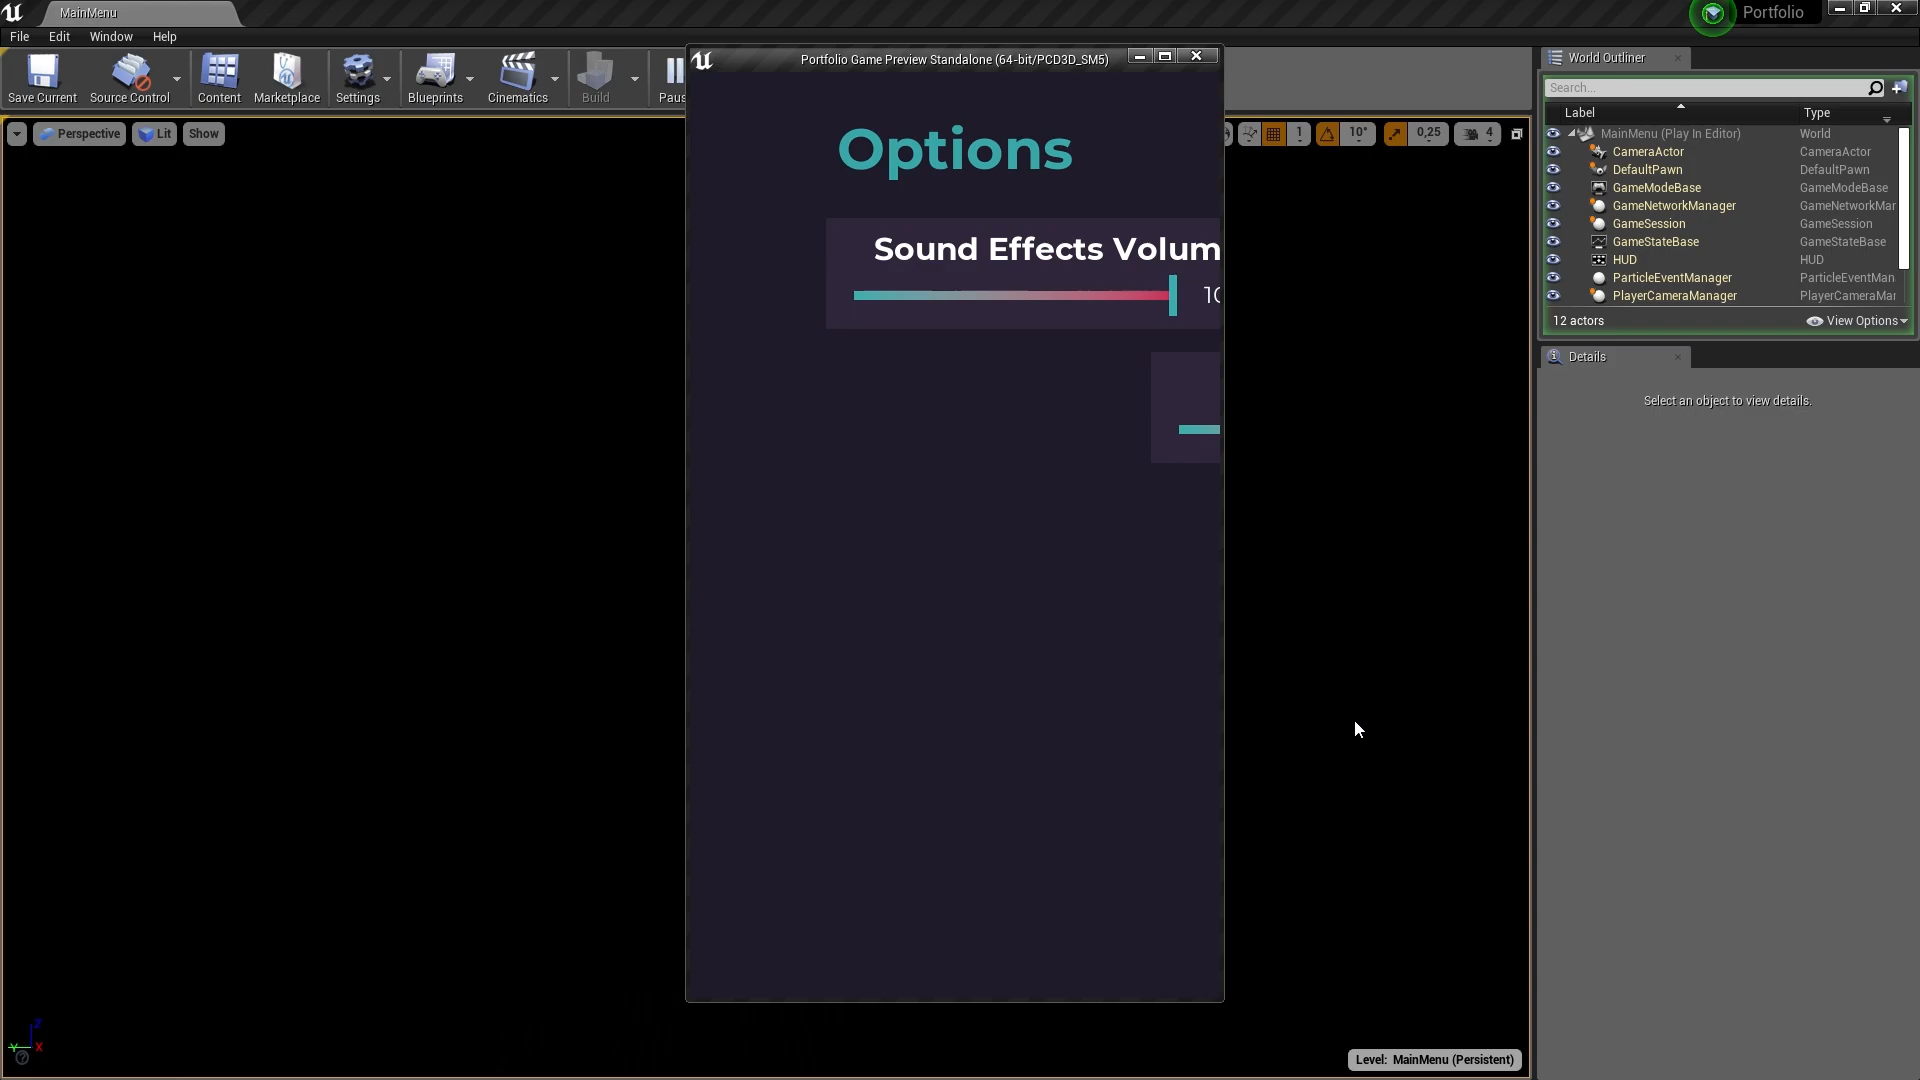 MainMenu
Portfolio
File Edit Window Help
Portfolio Game Preview Standalone (64-bit/PCD3D_SM5)
World Outliner
Save Current Source Control Content Marketplace Settings Blueprints Cinematics Build Paus
Search...
Label Type
Perspective Lit Show
1 10° 0,25 4
MainMenu (Play In Editor) World
CameraActor CameraActor
DefaultPawn DefaultPawn
GameModeBase GameModeBase
GameNetworkManager GameNetworkMar
GameSession GameSession
GameStateBase GameStateBase
HUD HUD
ParticleEventManager ParticleEventMan
PlayerCameraManager PlayerCameraMar
12 actors View Options
Options
Sound Effects Volum
10
Details
Select an object to view details.
Z
Y X
Level: MainMenu (Persistent)